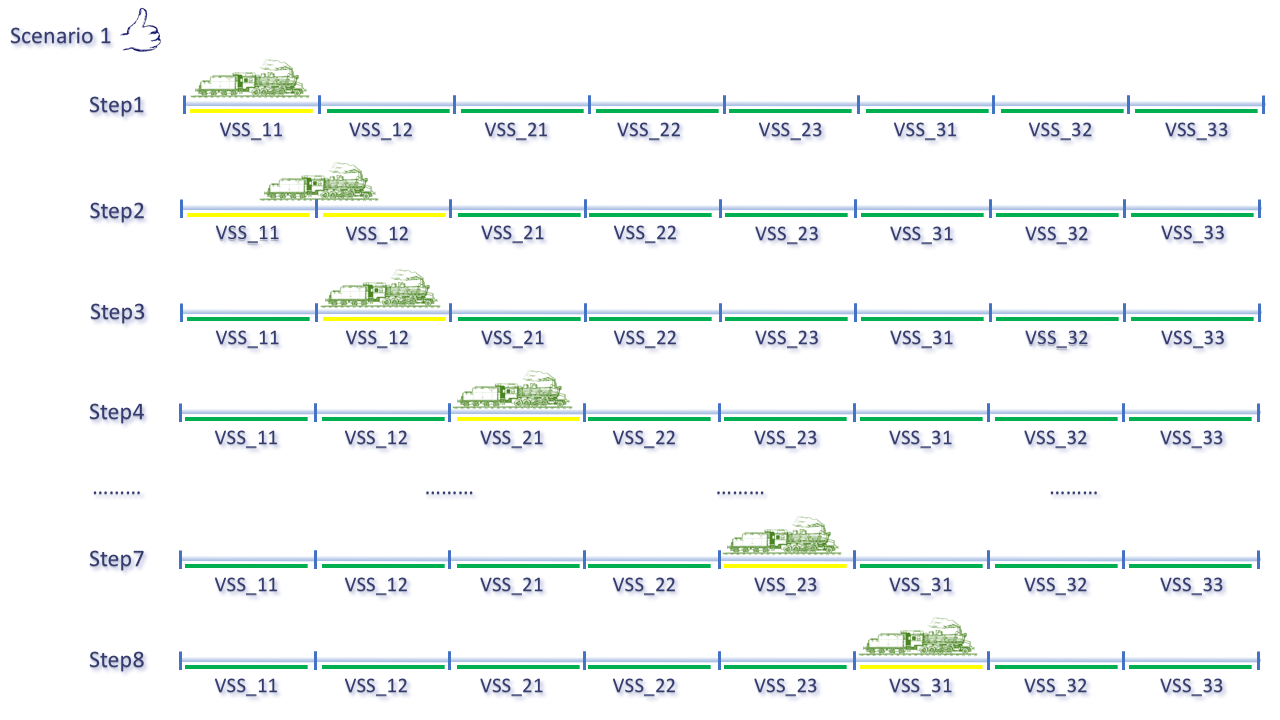 Scenario 1
Step1
VSS_11 VSS_12 VSS_21 VSS_22 VSS_23 VSS_31 VSS_32 VSS_33
Step2
VSS_11 VSS_12 VSS_21 VSS_22 VSS_23 VSS_31 VSS_32 VSS_33
Step3
VSS_11 VSS_12 VSS_21 VSS_22 VSS_23 VSS_31 VSS_32 VSS_33
Step4
VSS_11 VSS_12 VSS_21 VSS_22 VSS_23 VSS_31 VSS_32 VSS_33
......... ......... ......... .........
Step7
VSS_11 VSS_12 VSS_21 VSS_22 VSS_23 VSS_31 VSS_32 VSS_33
Step8
VSS_11 VSS_12 VSS_21 VSS_22 VSS_23 VSS_31 VSS_32 VSS_33